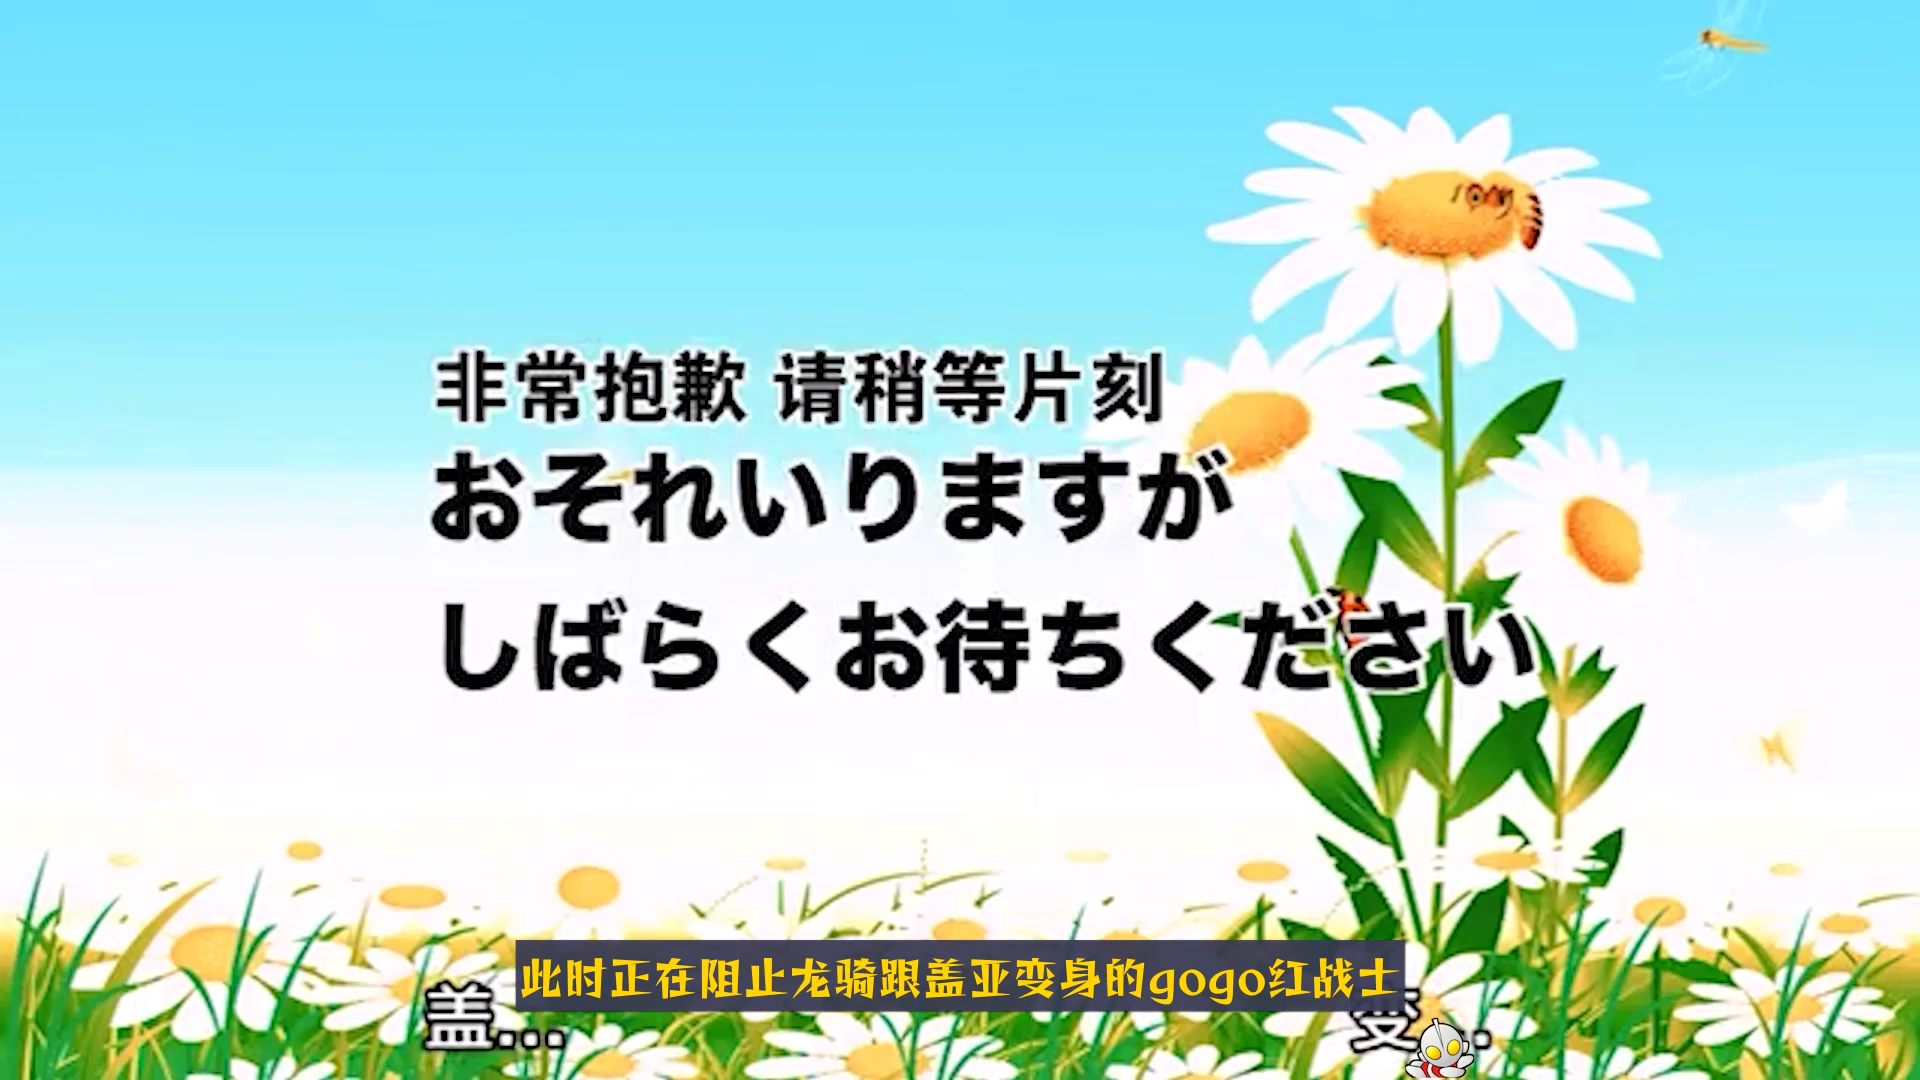 非常抱歉 请稍等片刻
おそれいりますが
しばらくお待ちください
此时正在阻止龙骑跟盖亚变身的gogo红战士
盖...
变...